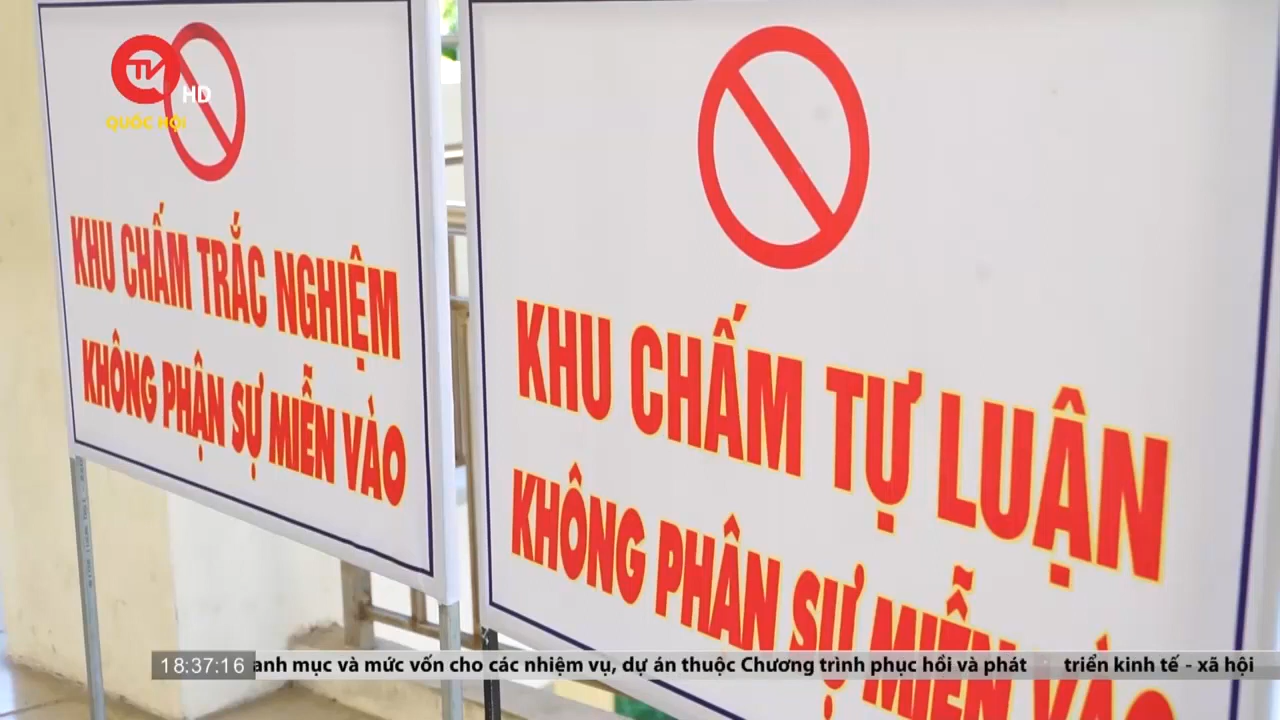 TV
HD
QUỐC HỘI
KHU CHẤM TRẮC NGHIỆM
KHÔNG PHẬN SỰ MIỄN VÀO
KHU CHẤM TỰ LUẬN
KHÔNG PHẬN SỰ MIỄN VÀO
18:37:16
anh mục và mức vốn cho các nhiệm vụ, dự án thuộc Chương trình phục hồi và phát triển kinh tế - xã hội